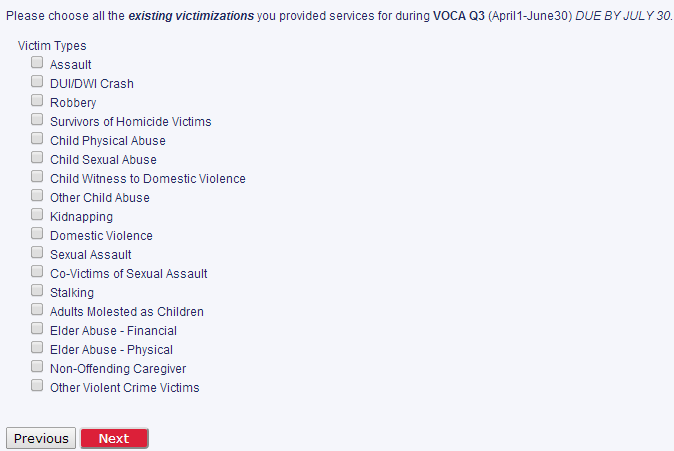 Please choose all the existing victimizations you provided services for during VOCA Q3 (April1-June30) DUE BY JULY 30.
Victim Types
Assault
DUI/DWI Crash
Robbery
Survivors of Homicide Victims
Child Physical Abuse
Child Sexual Abuse
Child Witness to Domestic Violence
Other Child Abuse
Kidnapping
Domestic Violence
Sexual Assault
Co-Victims of Sexual Assault
Stalking
Adults Molested as Children
Elder Abuse - Financial
Elder Abuse - Physical
Non-Offending Caregiver
Other Violent Crime Victims
Previous Next